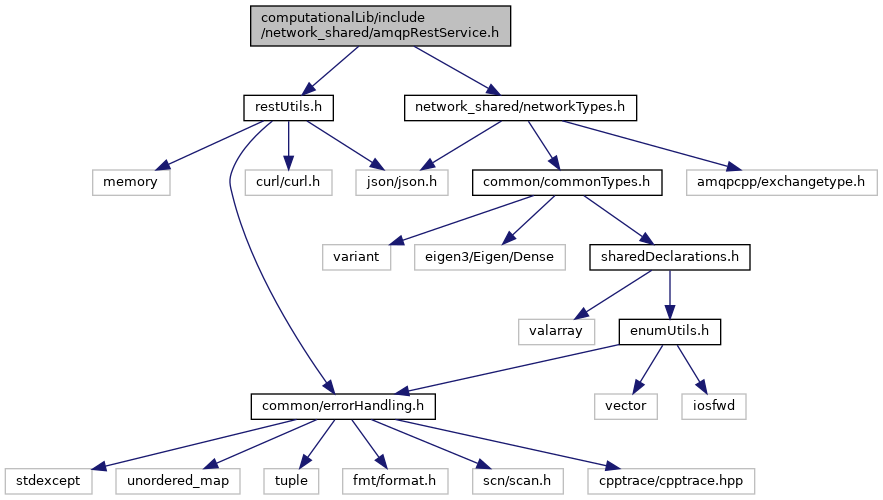 computationalLib/include
/network_shared/amqpRestService.h
restUtils.h
network_shared/networkTypes.h
memory
curl/curl.h
json/json.h
common/commonTypes.h
amqpcpp/exchangetype.h
variant
eigen3/Eigen/Dense
sharedDeclarations.h
valarray
enumUtils.h
common/errorHandling.h
vector
iosfwd
stdexcept
unordered_map
tuple
fmt/format.h
scn/scan.h
cpptrace/cpptrace.hpp